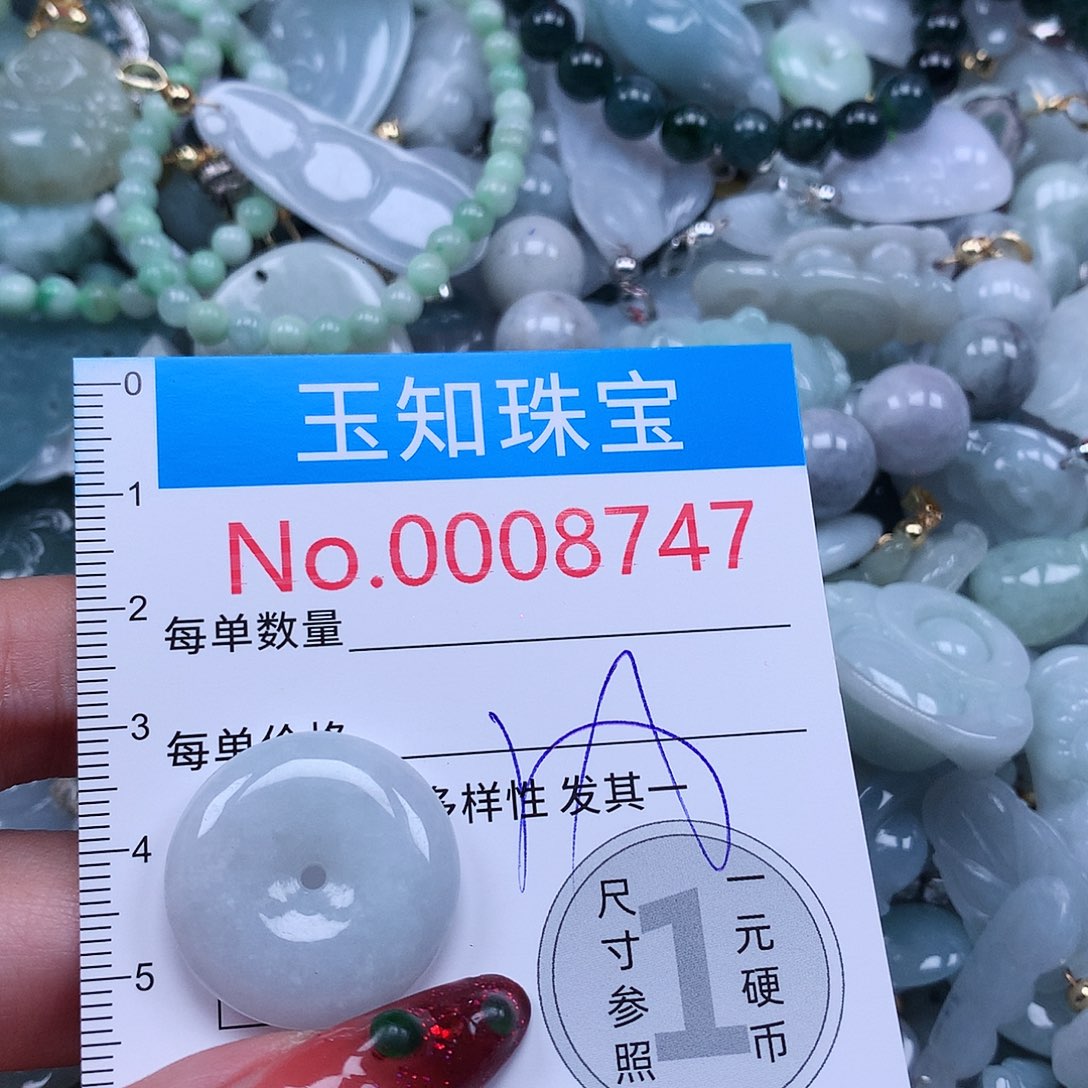 玉知珠宝
No.0008747
每单数量
每单价格
多样性 发其一
尺寸参照
一元硬币
1
0
1
2
3
4
5